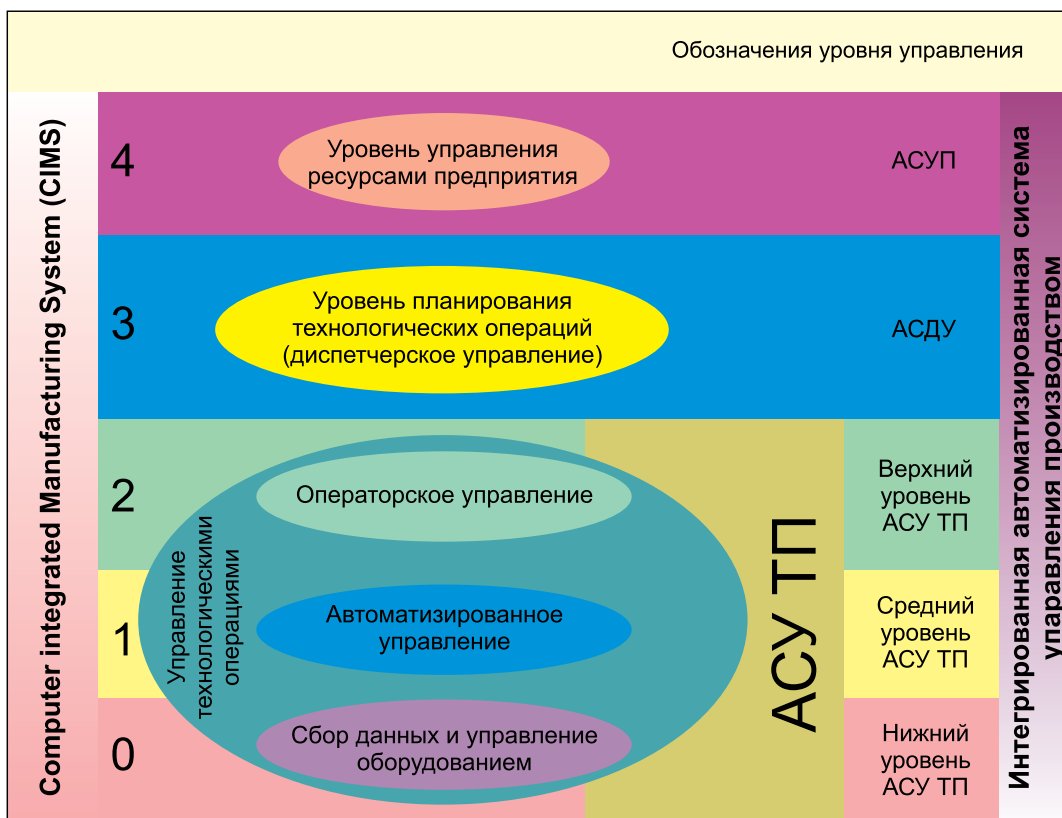 Обозначения уровня управления
Computer integrated Manufacturing System (CIMS)
4
Уровень управления
ресурсами предприятия
АСУП
3
Уровень планирования
технологических операций
(диспетчерское управление)
АСДУ
2
Операторское управление
Верхний
уровень
АСУ ТП
Управление
технологическими
операциями
1
Автоматизированное
управление
АСУ ТП
Средний
уровень
АСУ ТП
0
Сбор данных и управление
оборудованием
Нижний
уровень
АСУ ТП
Интегрированная автоматизированная система
управления производством